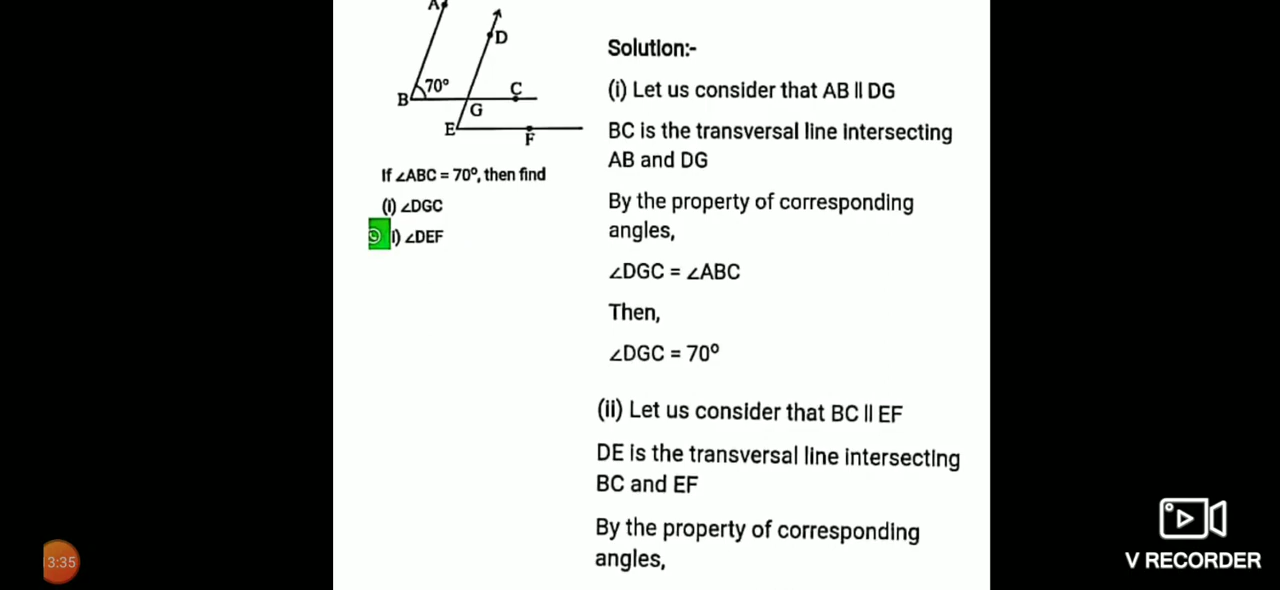 A
D
70°
B
C
G
E
F
If ∠ABC = 70°, then find
(i) ∠DGC
i) ∠DEF
Solution:-
(i) Let us consider that AB ll DG
BC is the transversal line intersecting
AB and DG
By the property of corresponding
angles,
∠DGC = ∠ABC
Then,
∠DGC = 70°
(ii) Let us consider that BC ll EF
DE is the transversal line intersecting
BC and EF
By the property of corresponding
angles,
3:35
V RECORDER